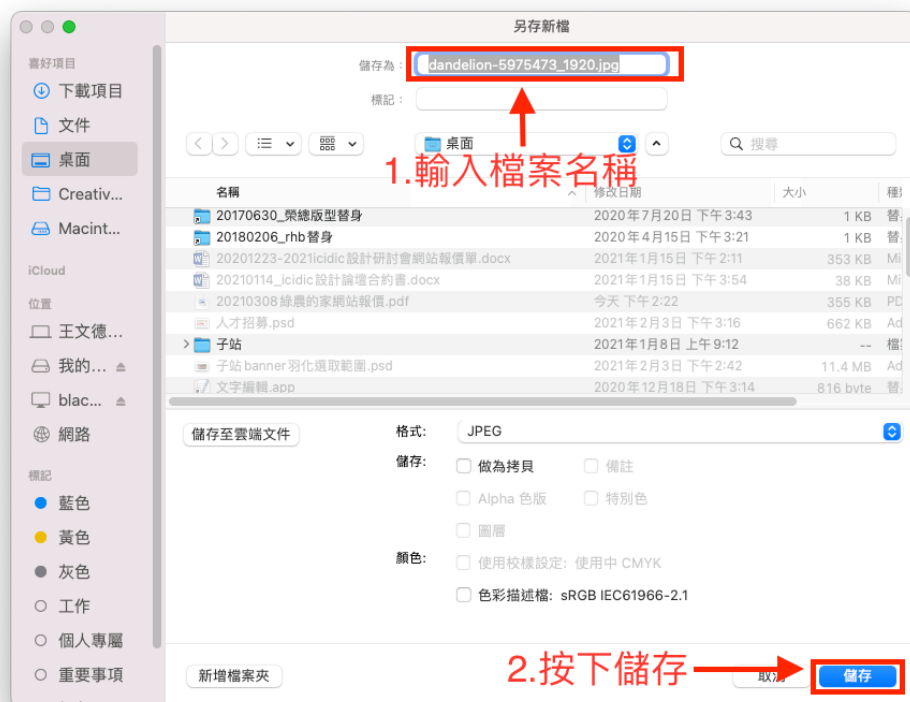 另存新檔
喜好項目
下載項目
文件
桌面
Creativ...
Macint...
iCloud
位置
王文德...
我的...
blac...
網路
標記
藍色
黃色
灰色
工作
個人專屬
重要事項
儲存為：
dandelion-5975473_1920.jpg
標記：
桌面
搜尋
1.輸入檔案名稱
名稱 修改日期 大小
20170630_榮總版型替身 2020年7月20日 下午3:43 1 KB 替
20180206_rhb替身 2020年4月15日 下午3:21 1 KB 替
20201223-2021icidic設計研討會網站報價單.docx 2021年1月15日 下午2:11 353 KB Mi
20210114_icidic設計論壇合約書.docx 2021年1月15日 下午3:54 38 KB Mi
20210308綠農的家網站報價.pdf 今天 下午2:22 355 KB PD
人才招募.psd 2021年2月3日 下午3:16 662 KB Ad
子站 2021年1月8日 上午9:12 -- 檔
子站banner羽化選取範圍.psd 2021年2月3日 下午2:42 11.4 MB Ad
文字編輯.app 2020年12月18日 下午3:14 816 byte 替
儲存至雲端文件
格式: JPEG
儲存: 做為拷貝 備註
Alpha 色版 特別色
圖層
顏色: 使用校樣設定: 使用中 CMYK
色彩描述檔: sRGB IEC61966-2.1
新增檔案夾
2.按下儲存
取消
儲存